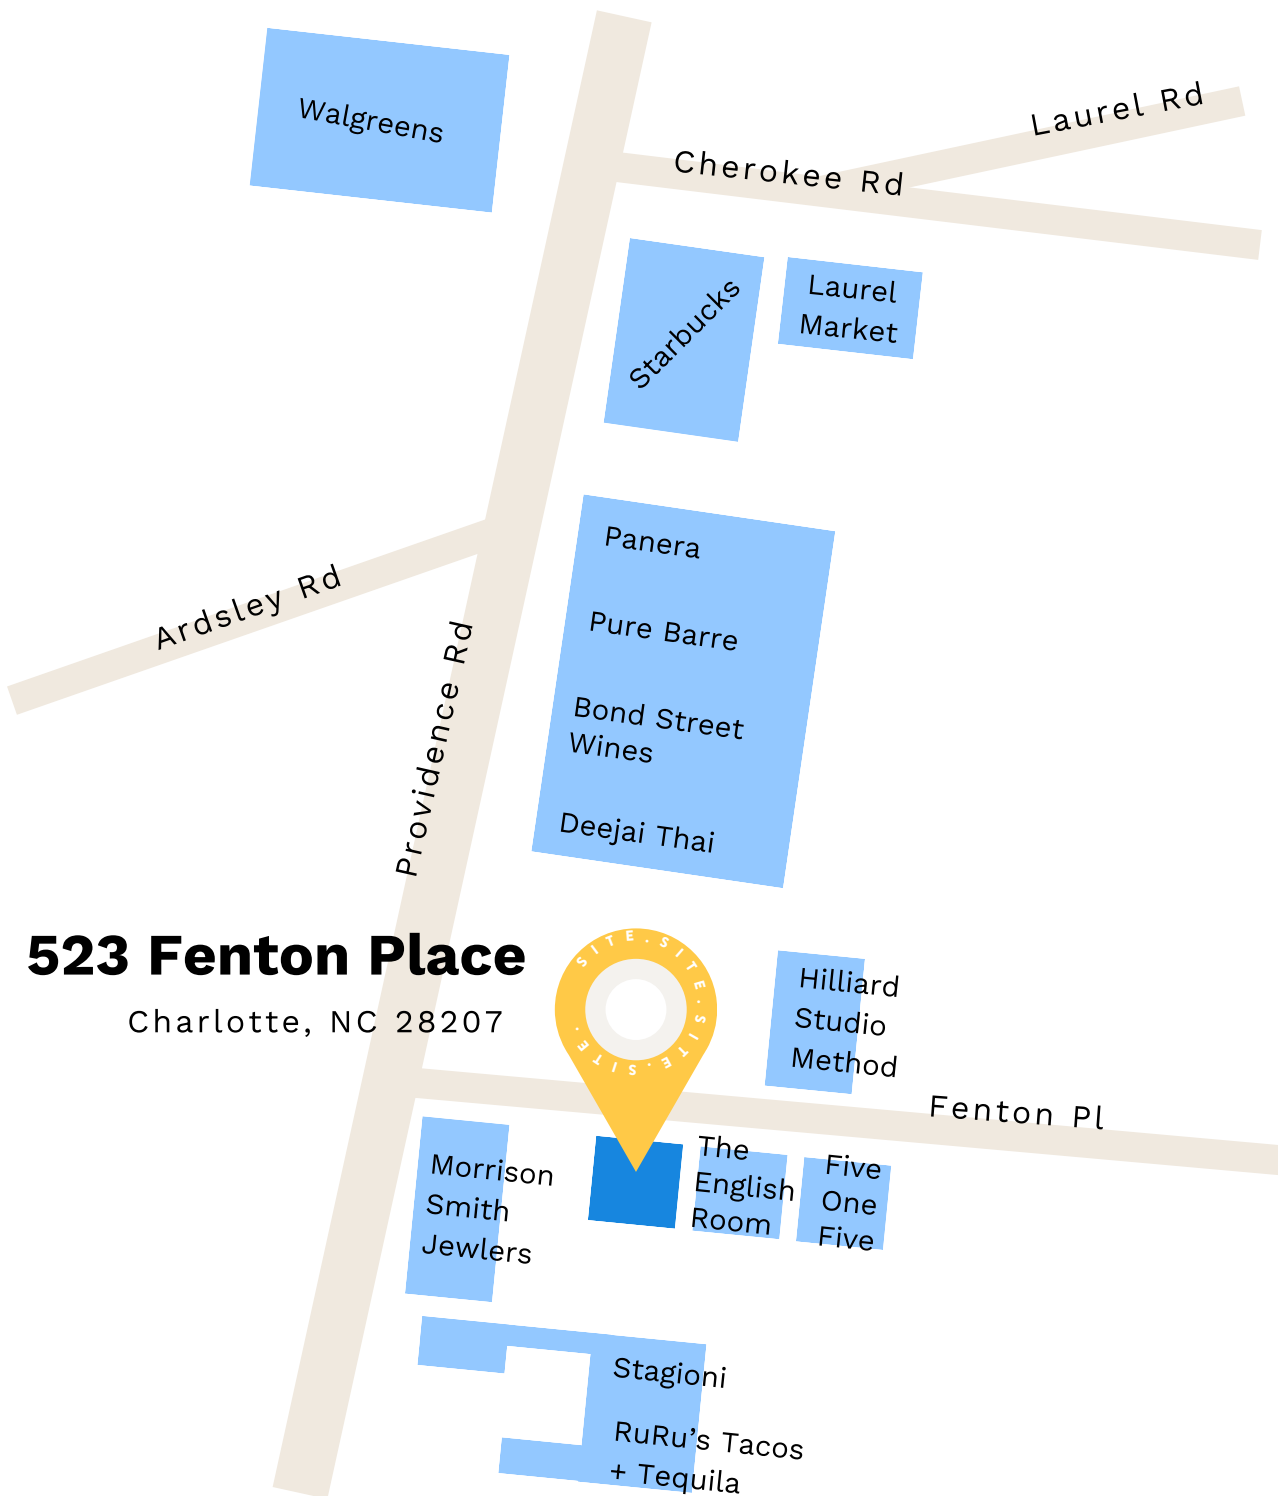 Laurel Rd
Walgreens
Cherokee Rd
Laurel
Market
Starbucks
Panera
Ardsley Rd
Pure Barre
Providence Rd
Bond Street
Wines
Deejai Thai
523 Fenton Place
Charlotte, NC 28207
SITE.SITE.SITE.SITE.
Hilliard
Studio
Method
Fenton Pl
Morrison
Smith
Jewlers
The
English
Room
Five
One
Five
Stagioni
RuRu’s Tacos
+ Tequila